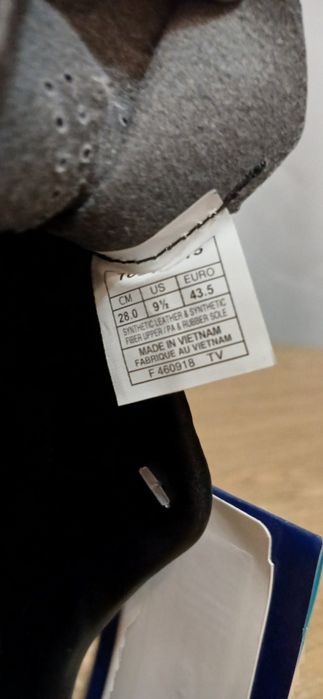 CM US EURO
28.0 9½ 43.5
SYNTHETIC LEATHER & SYNTHETIC
FIBER UPPER / PA & RUBBER SOLE
MADE IN VIETNAM
FABRIQUE AU VIETNAM
F 460918 TV